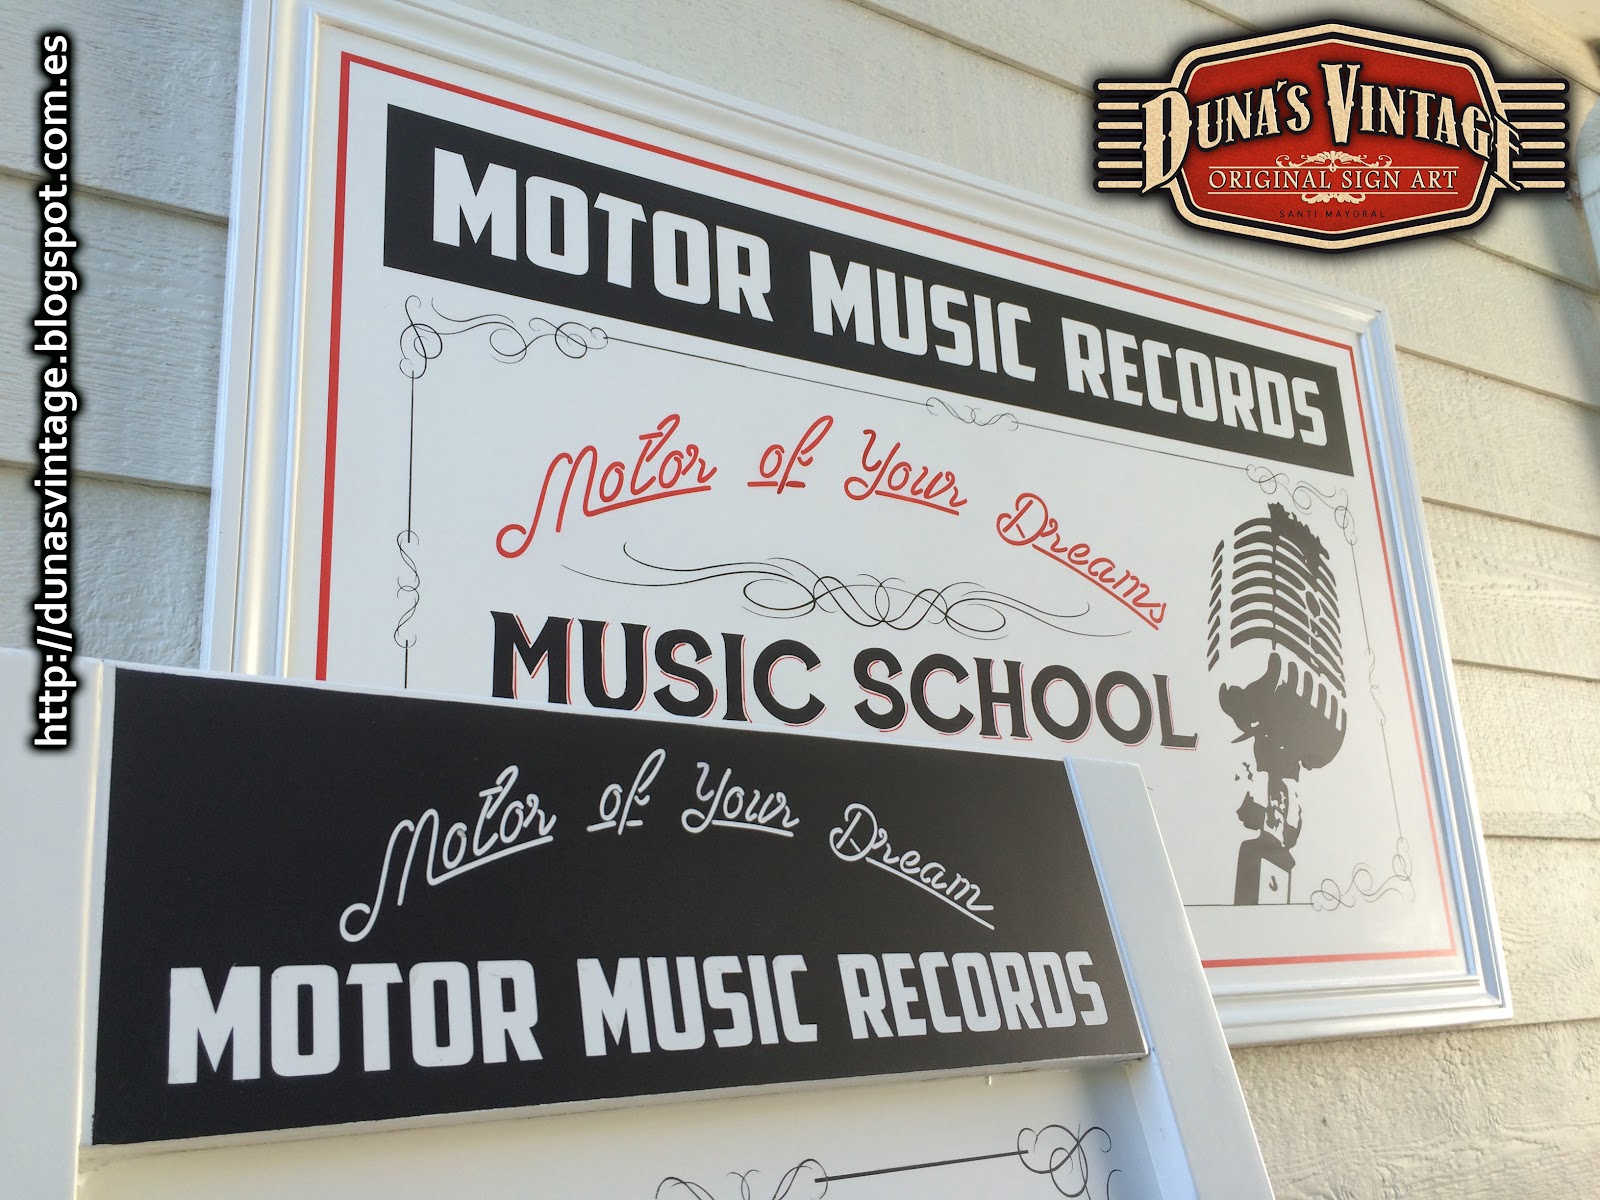 http://dunasvintage.blogspot.com.es
DUNA'S VINTAGE
ORIGINAL SIGN ART
SANTI MAYORAL
MOTOR MUSIC RECORDS
Motor of Your Dreams
MUSIC SCHOOL
Motor of Your Dream
MOTOR MUSIC RECORDS